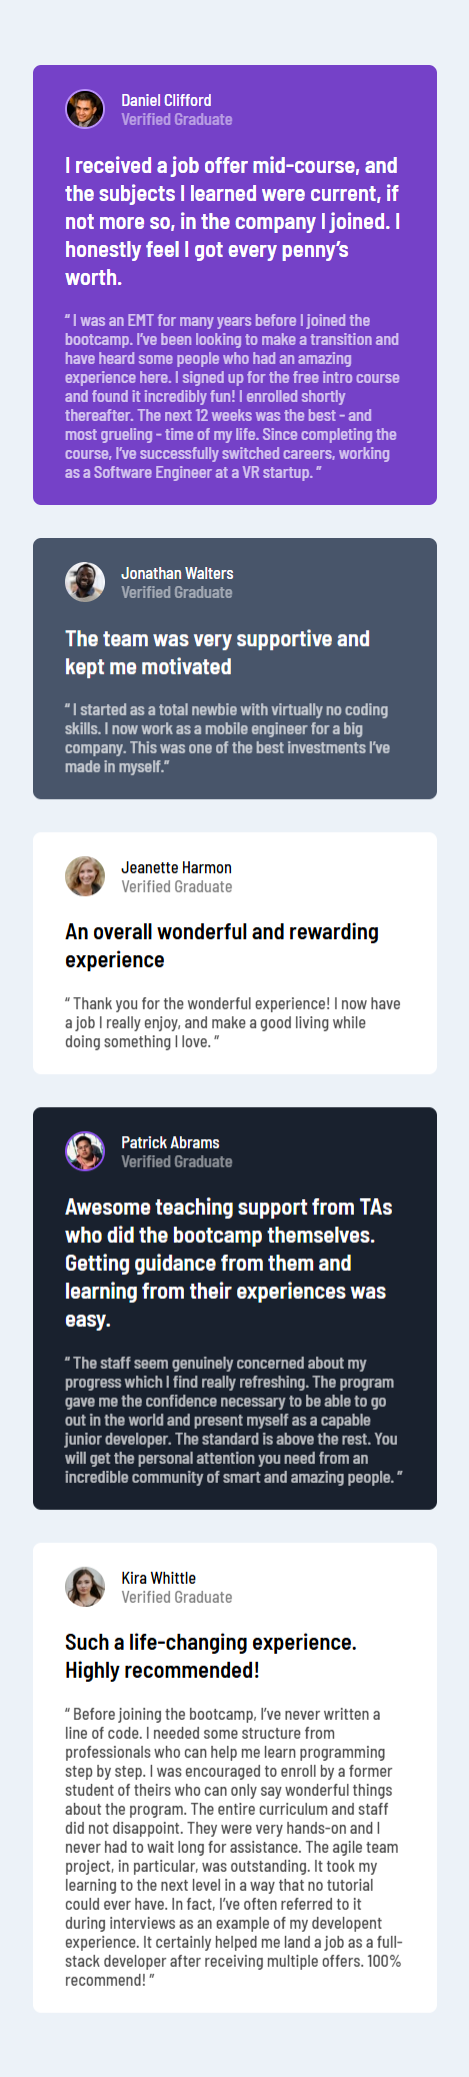 Daniel Clifford
Verified Graduate
I received a job offer mid-course, and
the subjects I learned were current, if
not more so, in the company I joined. I
honestly feel I got every penny’s
worth.
“ I was an EMT for many years before I joined the
bootcamp. I’ve been looking to make a transition and
have heard some people who had an amazing
experience here. I signed up for the free intro course
and found it incredibly fun! I enrolled shortly
thereafter. The next 12 weeks was the best - and
most grueling - time of my life. Since completing the
course, I’ve successfully switched careers, working
as a Software Engineer at a VR startup. ”
Jonathan Walters
Verified Graduate
The team was very supportive and
kept me motivated
“ I started as a total newbie with virtually no coding
skills. I now work as a mobile engineer for a big
company. This was one of the best investments I’ve
made in myself.”
Jeanette Harmon
Verified Graduate
An overall wonderful and rewarding
experience
“ Thank you for the wonderful experience! I now have
a job I really enjoy, and make a good living while
doing something I love. ”
Patrick Abrams
Verified Graduate
Awesome teaching support from TAs
who did the bootcamp themselves.
Getting guidance from them and
learning from their experiences was
easy.
“ The staff seem genuinely concerned about my
progress which I find really refreshing. The program
gave me the confidence necessary to be able to go
out in the world and present myself as a capable
junior developer. The standard is above the rest. You
will get the personal attention you need from an
incredible community of smart and amazing people. ”
Kira Whittle
Verified Graduate
Such a life-changing experience.
Highly recommended!
“ Before joining the bootcamp, I’ve never written a
line of code. I needed some structure from
professionals who can help me learn programming
step by step. I was encouraged to enroll by a former
student of theirs who can only say wonderful things
about the program. The entire curriculum and staff
did not disappoint. They were very hands-on and I
never had to wait long for assistance. The agile team
project, in particular, was outstanding. It took my
learning to the next level in a way that no tutorial
could ever have. In fact, I’ve often referred to it
during interviews as an example of my developent
experience. It certainly helped me land a job as a full-
stack developer after receiving multiple offers. 100%
recommend! ”